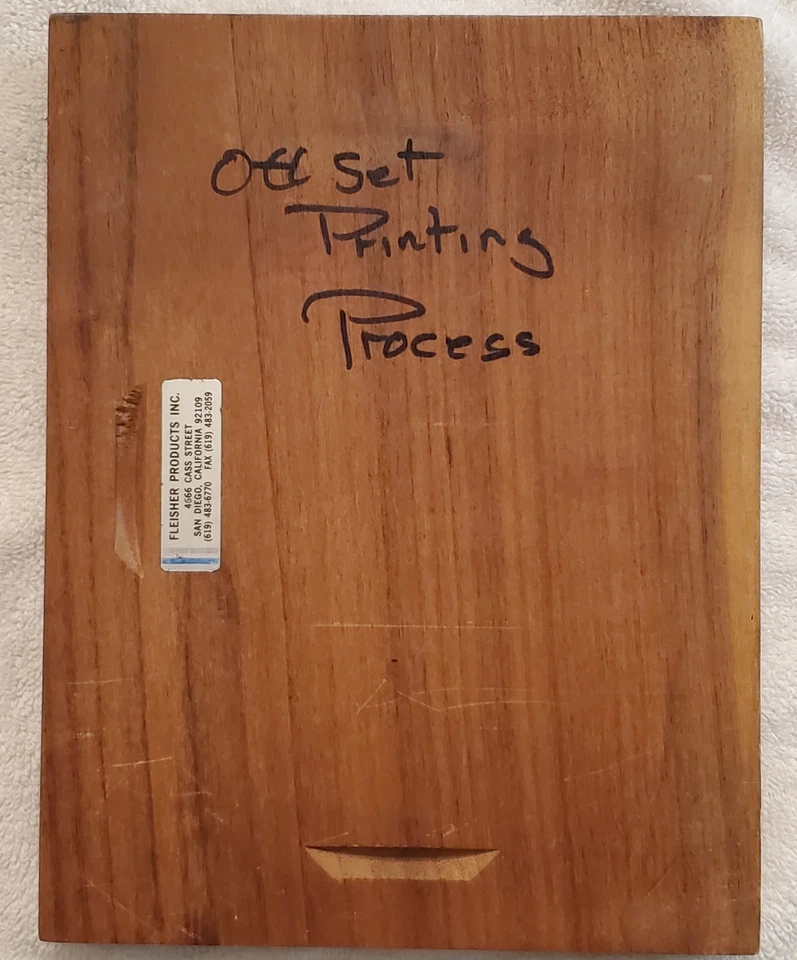 Off Set
Printing
Process
FLEISHER PRODUCTS INC.
4566 CASS STREET
SAN DIEGO, CALIFORNIA 92109
(619) 483-6770 FAX (619) 483-2059